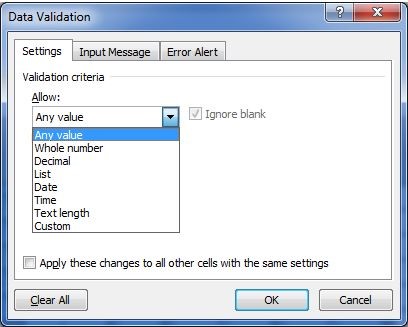 Data Validation
Settings Input Message Error Alert
Validation criteria
Allow:
Any value Ignore blank
Any value
Whole number
Decimal
List
Date
Time
Text length
Custom
Apply these changes to all other cells with the same settings
Clear All OK Cancel